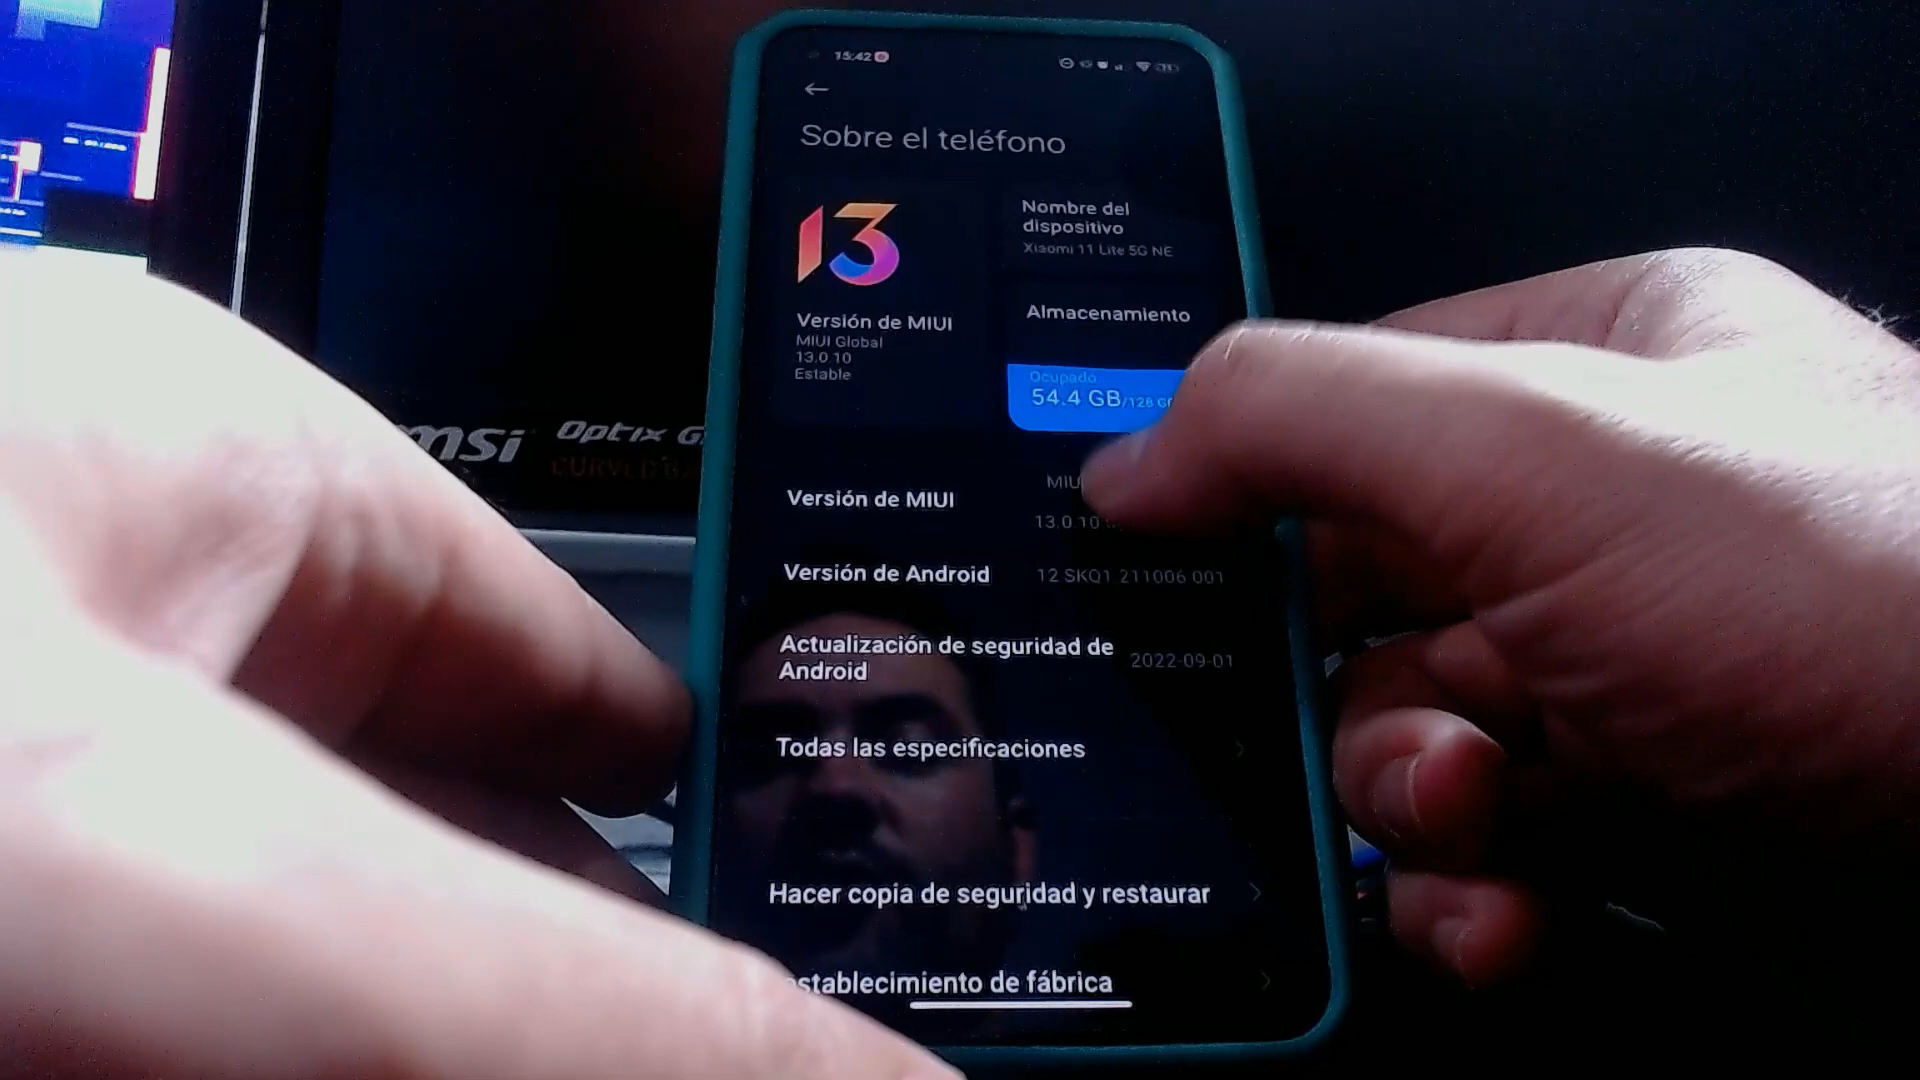 15:42
Sobre el teléfono
13
Versión de MIUI
MIUI Global
13.0.10
Estable
Nombre del
dispositivo
Xiaomi 11 Lite 5G NE
Almacenamiento
Ocupado
54.4 GB/128 G
Versión de MIUI
MIU
13.0.10
Versión de Android
12 SKQ1.211006.001
Actualización de seguridad de
Android
2022-09-01
Todas las especificaciones
Hacer copia de seguridad y restaurar
stablecimiento de fábrica
msi
Optix G
CURVED